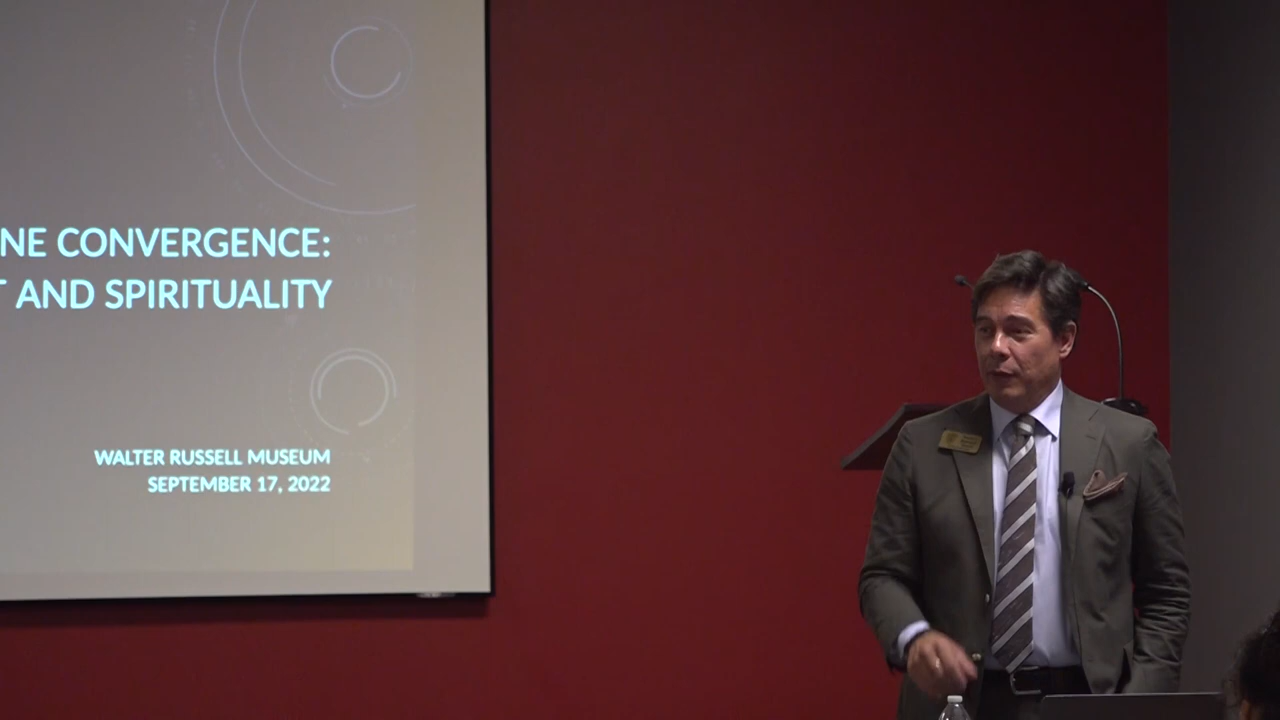 NE CONVERGENCE:
AND SPIRITUALITY
WALTER RUSSELL MUSEUM
SEPTEMBER 17, 2022